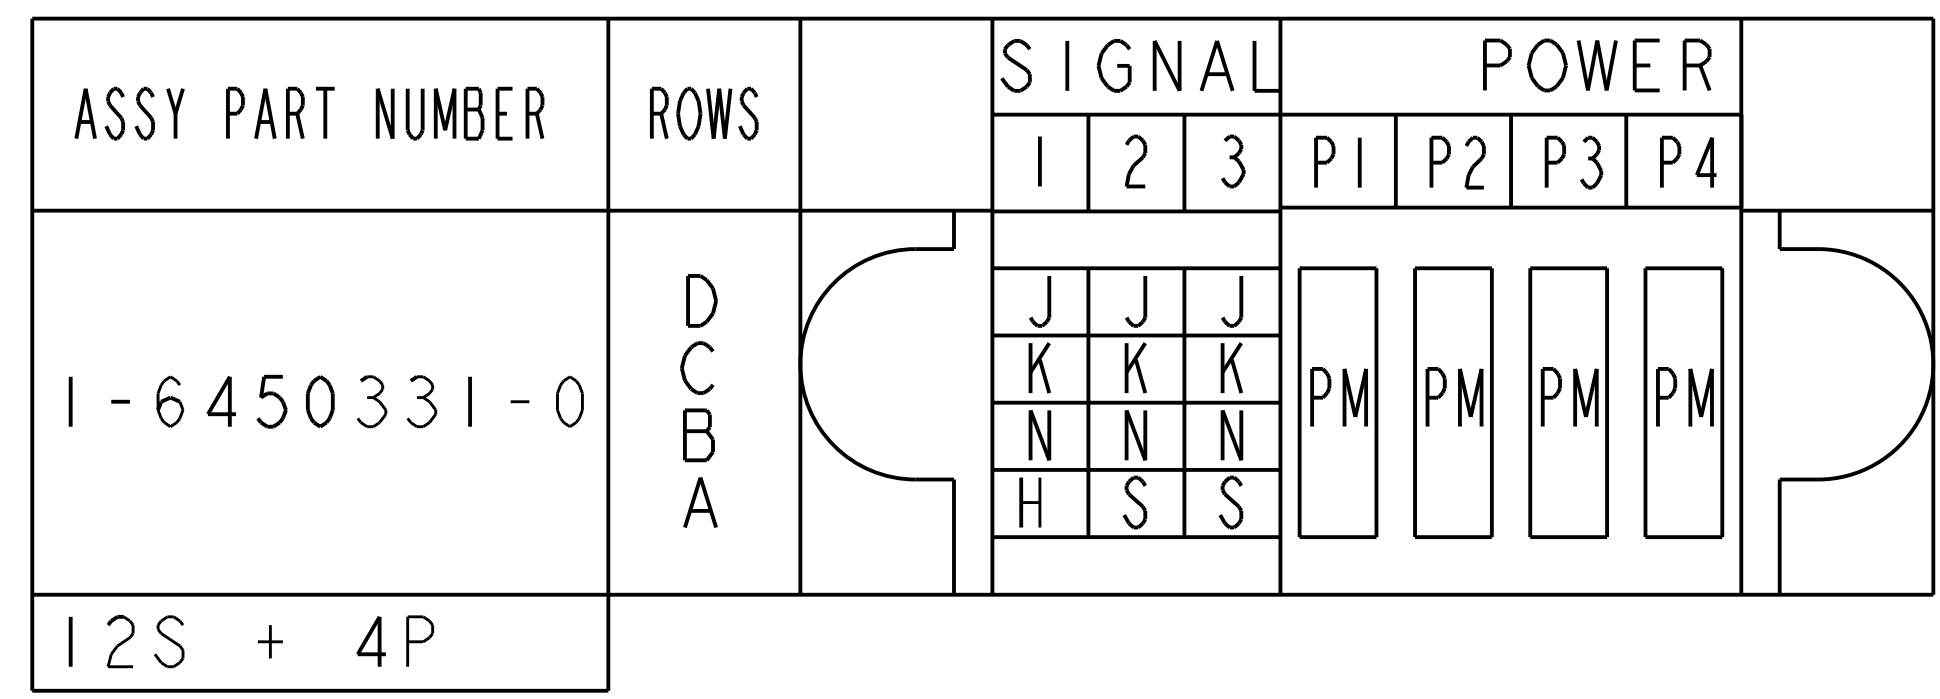 SIGNAL POWER
ASSY PART NUMBER ROWS
1 2 3 P1 P2 P3 P4
D J J J
C K K K
1-6450331-0 PM PM PM PM
B N N N
A H S S
12S + 4P